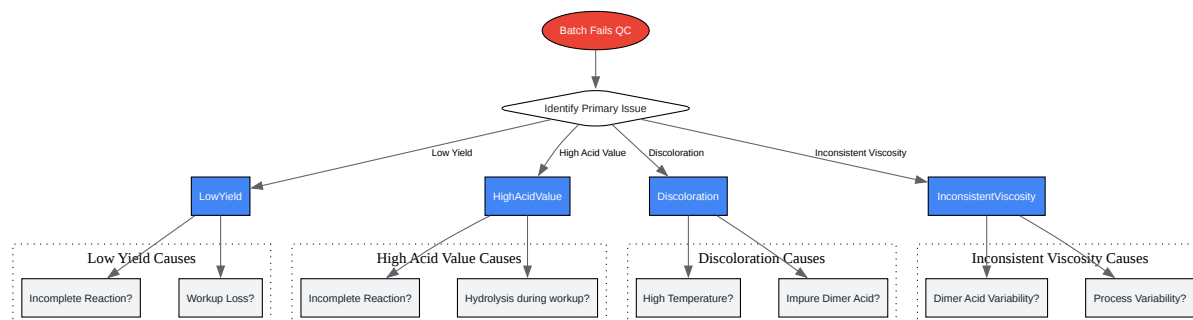 Batch Fails QC
Identify Primary Issue
Low Yield
High Acid Value
Discoloration
Inconsistent Viscosity
LowYield
HighAcidValue
Discoloration
InconsistentViscosity
Low Yield Causes
High Acid Value Causes
Discoloration Causes
Inconsistent Viscosity Causes
Incomplete Reaction?
Workup Loss?
Incomplete Reaction?
Hydrolysis during workup?
High Temperature?
Impure Dimer Acid?
Dimer Acid Variability?
Process Variability?